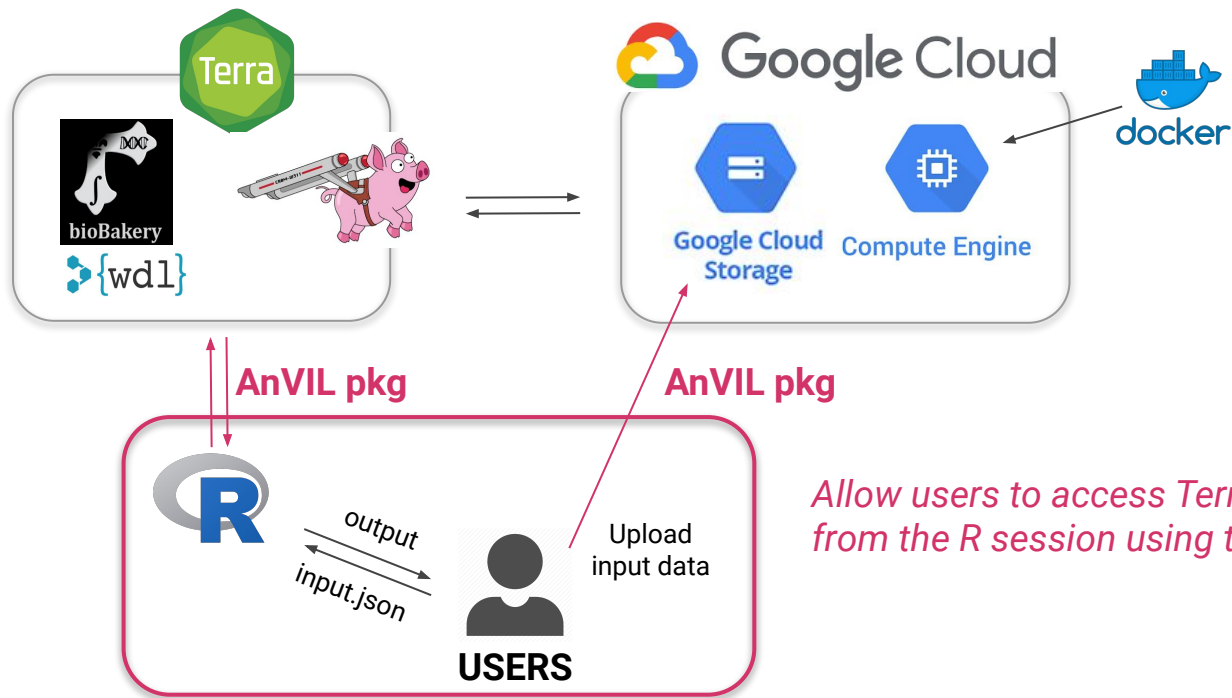 Terra
Google Cloud
docker
bioBakery
{wdl}
Google Cloud
Storage
Compute Engine
AnVIL pkg
AnVIL pkg
output
input.json
Upload
input data
USERS
Allow users to access
from the R session using
R